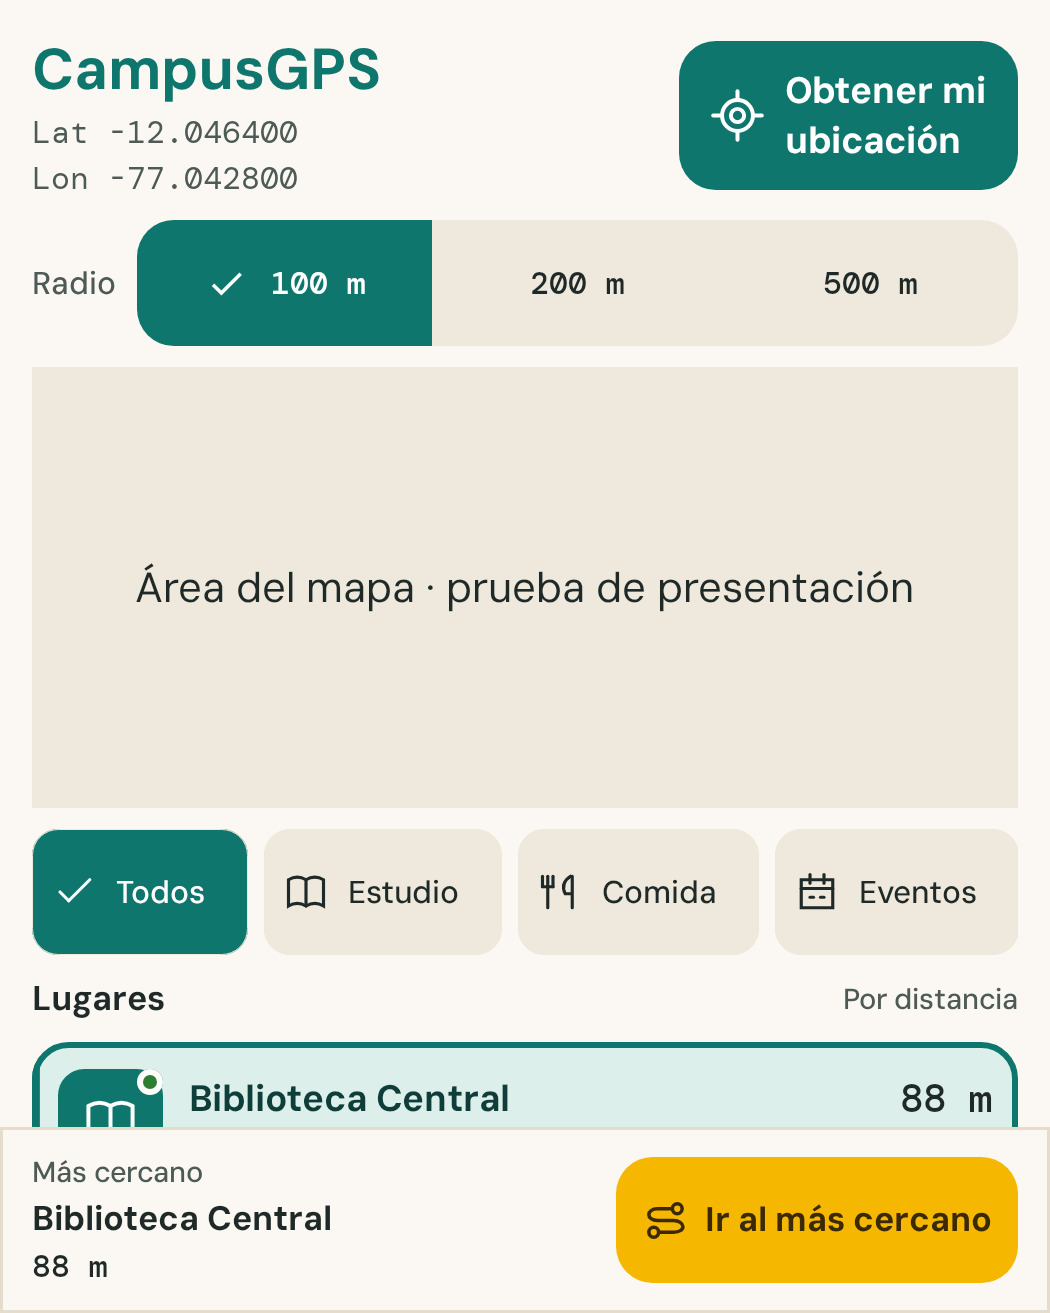 CampusGPS
Lat -12.046400
Lon -77.042800
Obtener mi
ubicación
Radio
100 m
200 m
500 m
Área del mapa · prueba de presentación
Todos
Estudio
Comida
Eventos
Lugares
Por distancia
Biblioteca Central
88 m
Más cercano
Biblioteca Central
88 m
Ir al más cercano